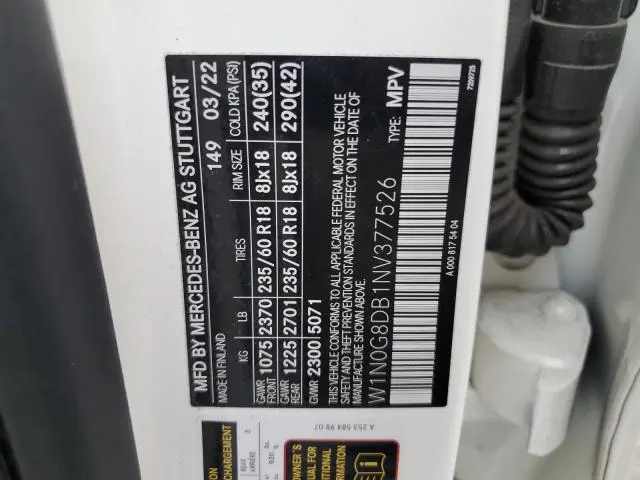 MFD BY MERCEDES-BENZ AG STUTTGART
MADE IN FINLAND 149 03/22
KG LB TIRES RIM SIZE COLD KPA(PSI)
GAWR FRONT 1075 2370 235/60 R18 8Jx18 240(35)
GAWR REAR 1225 2701 235/60 R18 8Jx18 290(42)
GVWR 2300 5071
THIS VEHICLE CONFORMS TO ALL APPLICABLE FEDERAL MOTOR VEHICLE
SAFETY AND THEFT PREVENTION STANDARDS IN EFFECT ON THE DATE OF
MANUFACTURE SHOWN ABOVE.
W1N0G8DB1NV377526 TYPE: MPV
A 000 817 54 04
7209725
A 253 584 98 07
CHARGEMENT
REAR
ARRIÈRE
OWNER'S